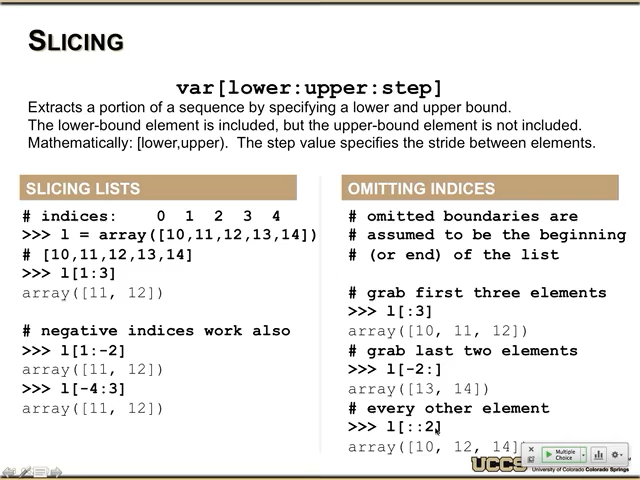 SLICING
var[lower:upper:step]
Extracts a portion of a sequence by specifying a lower and upper bound.
The lower-bound element is included, but the upper-bound element is not included.
Mathematically: [lower,upper). The step value specifies the stride between elements.
SLICING LISTS
# indices: 0 1 2 3 4
>>> l = array([10,11,12,13,14])
# [10,11,12,13,14]
>>> l[1:3]
array([11, 12])
# negative indices work also
>>> l[1:-2]
array([11, 12])
>>> l[-4:3]
array([11, 12])
OMITTING INDICES
# omitted boundaries are
# assumed to be the beginning
# (or end) of the list
# grab first three elements
>>> l[:3]
array([10, 11, 12])
# grab last two elements
>>> l[-2:]
array([13, 14])
# every other element
>>> l[::2]
array([10, 12, 14]
Multiple
Choice
UCCS
University of Colorado Colorado Springs